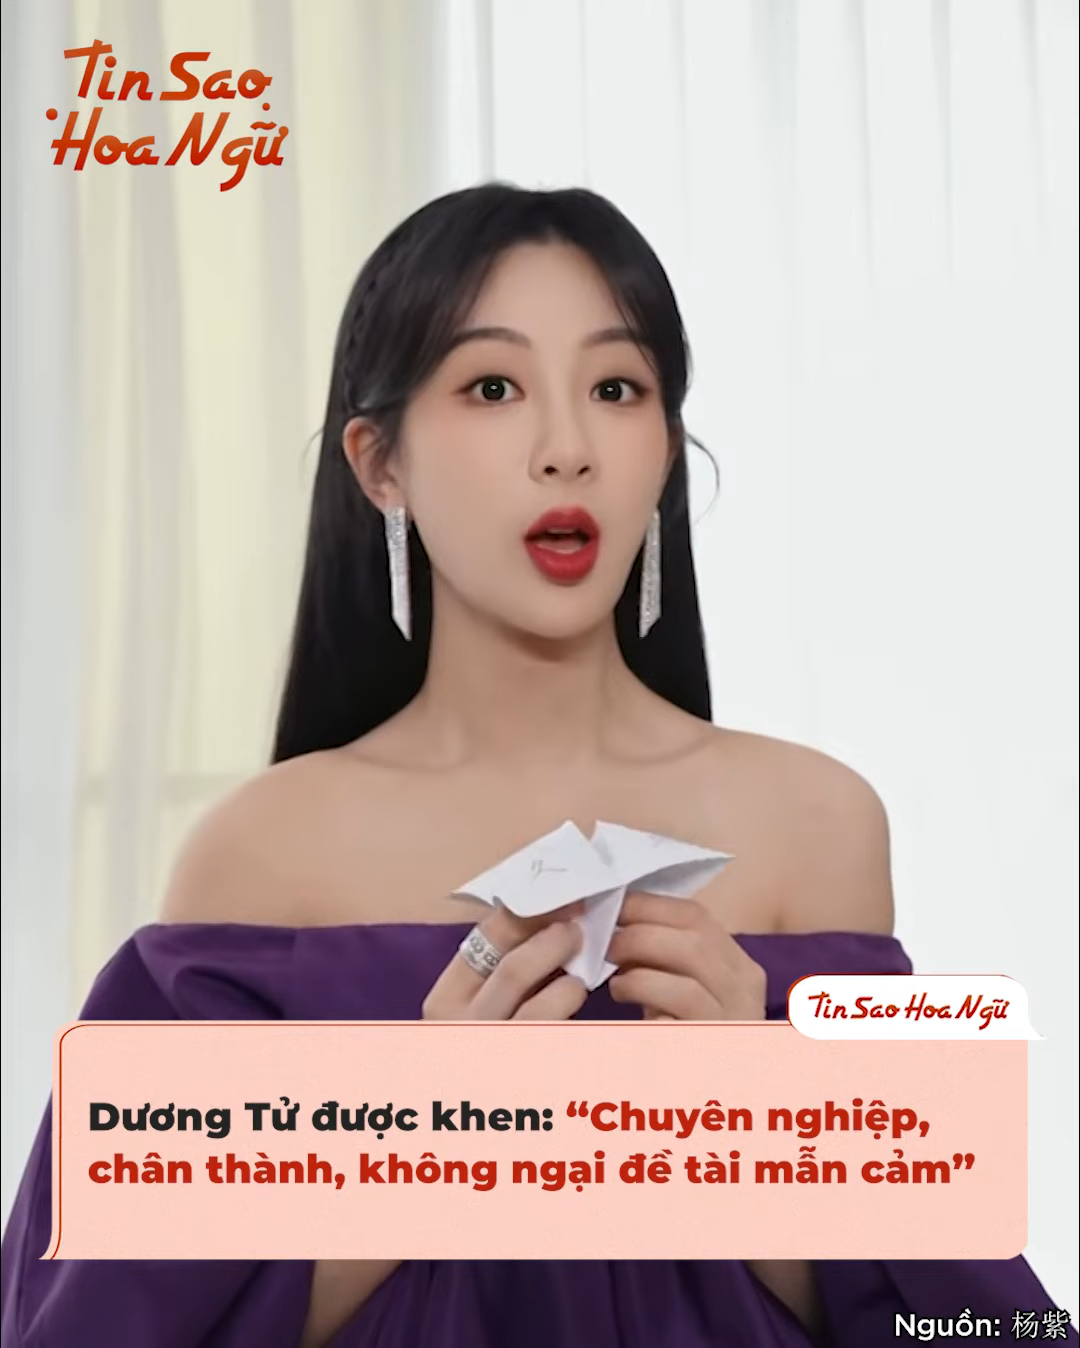 Tin Sao
Hoa Ngữ
Tin Sao Hoa Ngữ
Dương Tử được khen: “Chuyên nghiệp,
chân thành, không ngại đề tài mẫn cảm”
Nguồn: 杨紫